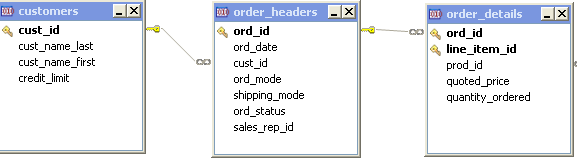 customers
cust_id
cust_name_last
cust_name_first
credit_limit
order_headers
ord_id
ord_date
cust_id
ord_mode
shipping_mode
ord_status
sales_rep_id
order_details
ord_id
line_item_id
prod_id
quoted_price
quantity_ordered